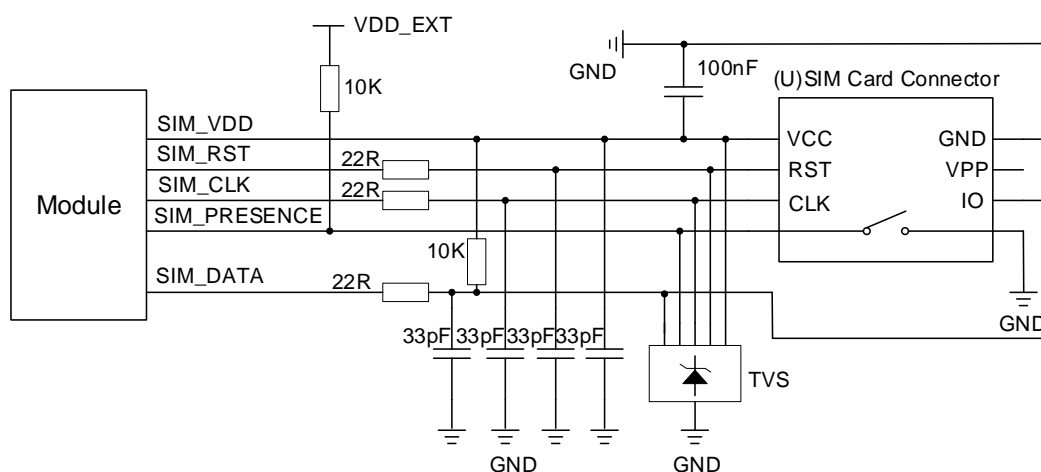 VDD_EXT
GND
100nF
(U)SIM Card Connector
10K
SIM_VDD
VCC
GND
SIM_RST
22R
RST
VPP
SIM_CLK
22R
CLK
IO
Module
SIM_PRESENCE
10K
SIM_DATA
22R
GND
33pF 33pF 33pF 33pF
TVS
GND
GND